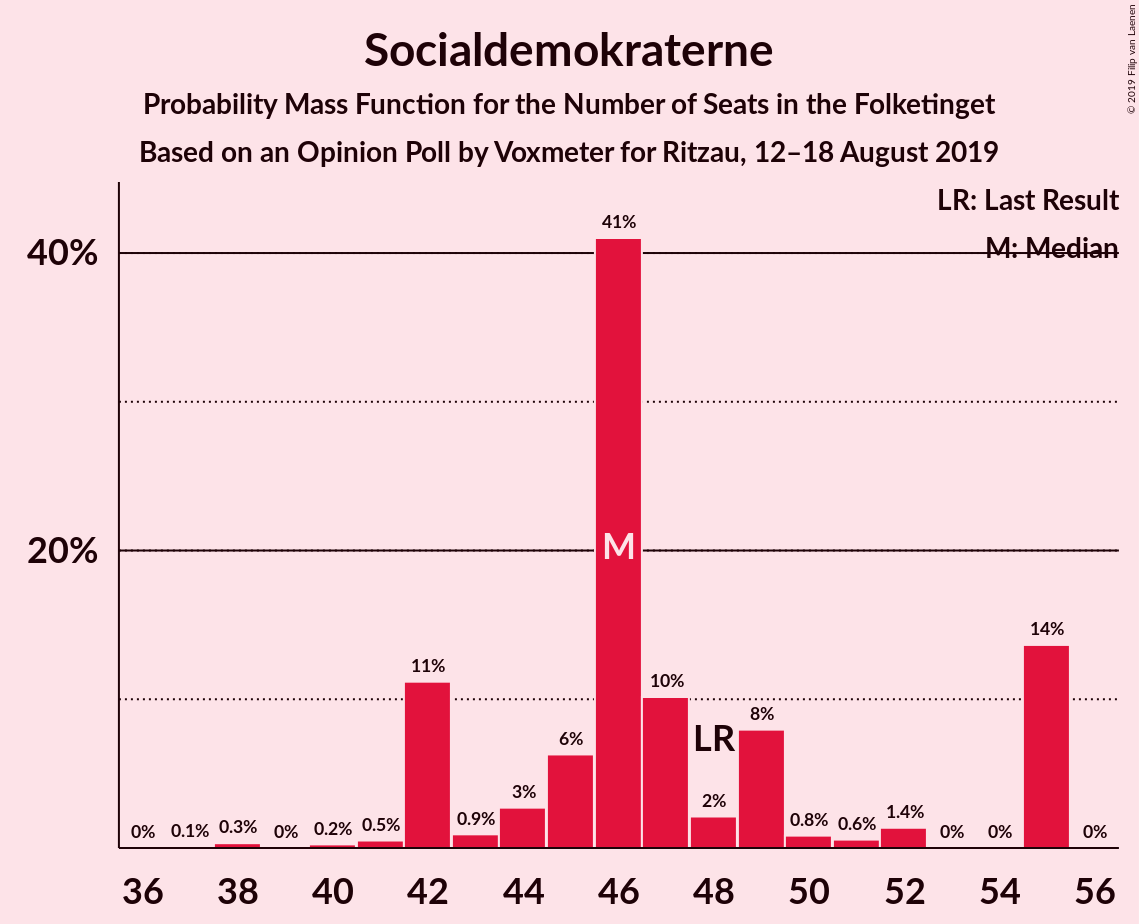 Socialdemokraterne
Probability Mass Function for the Number of Seats in the Folketinget
Based on an Opinion Poll by Voxmeter for Ritzau, 12–18 August 2019
© 2019 Filip van Laenen
LR: Last Result
M: Median
40%
20%
0%
0.1%
0.3%
0%
0.2%
0.5%
11%
0.9%
3%
6%
41%
M
10%
LR
2%
8%
0.8%
0.6%
1.4%
0%
0%
14%
0%
36 38 40 42 44 46 48 50 52 54 56